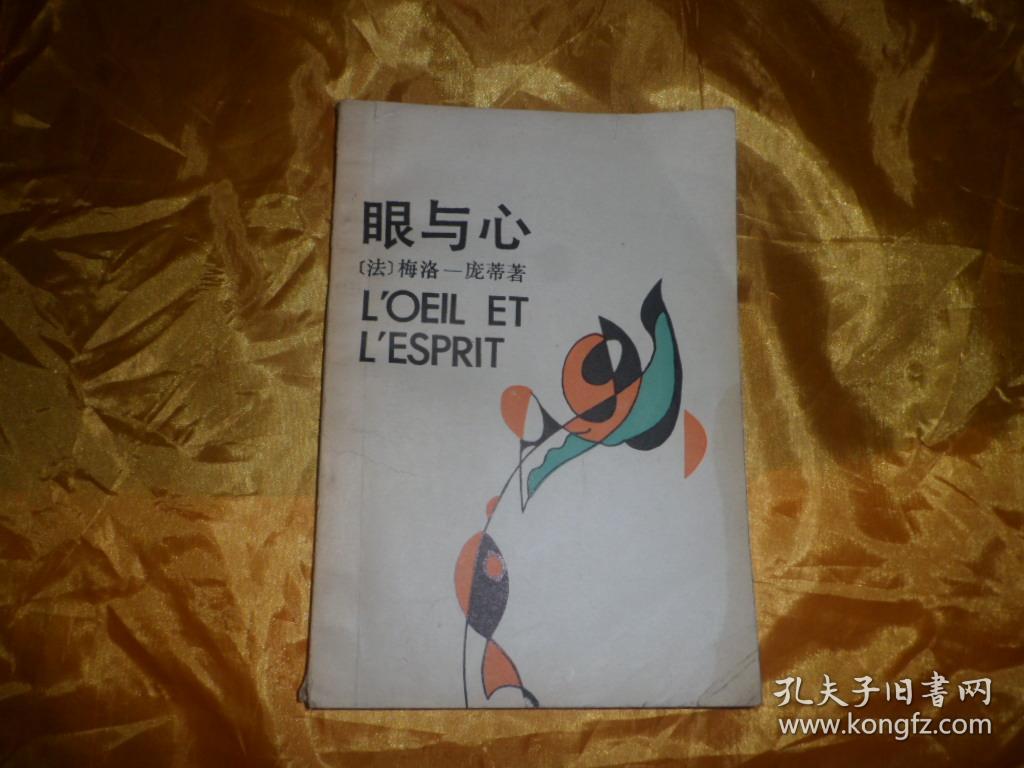 眼与心
〔法〕梅洛—庞蒂著
L'OEIL ET
L'ESPRIT
孔夫子旧書网
www.kongfz.com